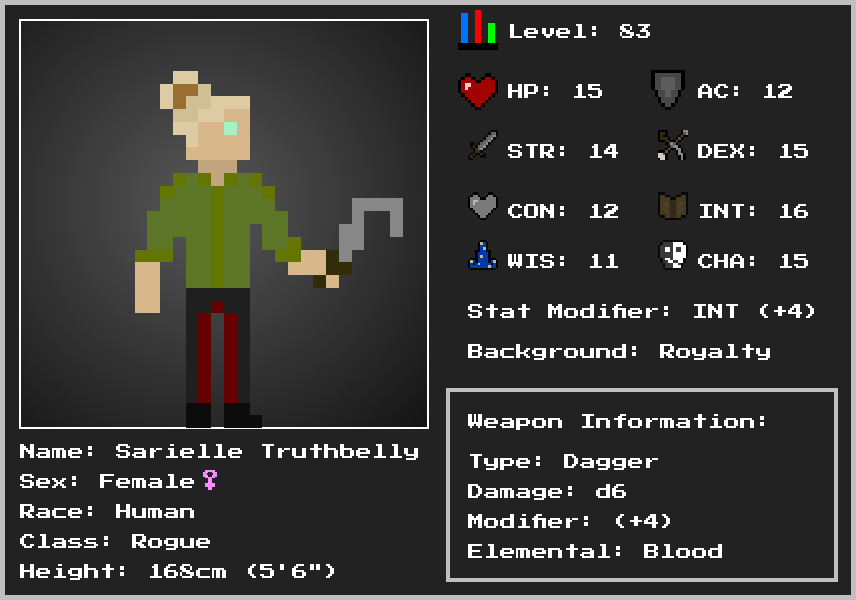 Level: 83
HP: 15
AC: 12
STR: 14
DEX: 15
CON: 12
INT: 16
WIS: 11
CHA: 15
Stat Modifier: INT (+4)
Background: Royalty
Weapon Information:
Type: Dagger
Damage: d6
Modifier: (+4)
Elemental: Blood
Name: Sarielle Truthbelly
Sex: Female♀
Race: Human
Class: Rogue
Height: 168cm (5'6")